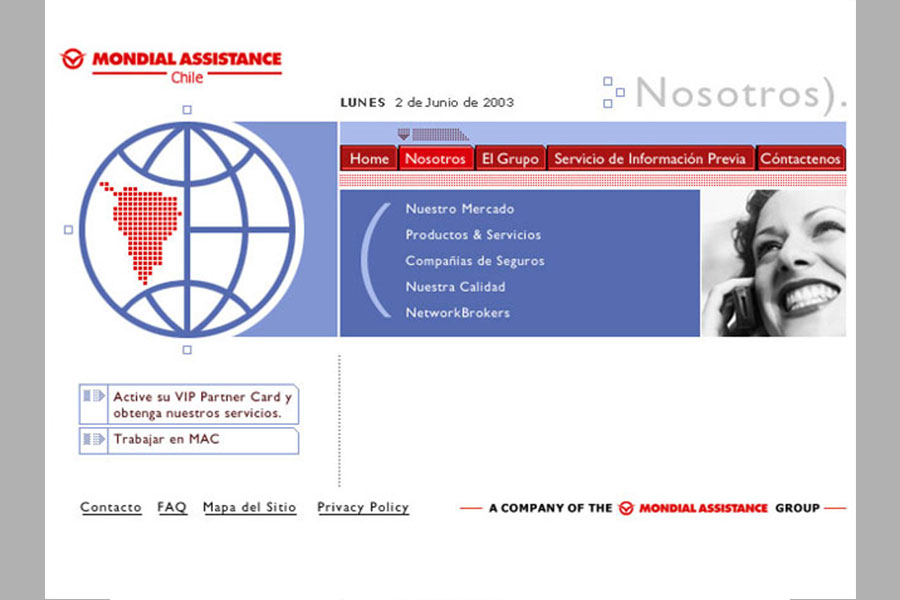 MONDIAL ASSISTANCE
Chile
LUNES 2 de Junio de 2003
Nosotros).
Home Nosotros El Grupo Servicio de Información Previa Cóntactenos
Nuestro Mercado
Productos & Servicios
Compañias de Seguros
Nuestra Calidad
NetworkBrokers
Active su VIP Partner Card y
obtenga nuestros servicios.
Trabajar en MAC
Contacto FAQ Mapa del Sitio Privacy Policy
A COMPANY OF THE MONDIAL ASSISTANCE GROUP